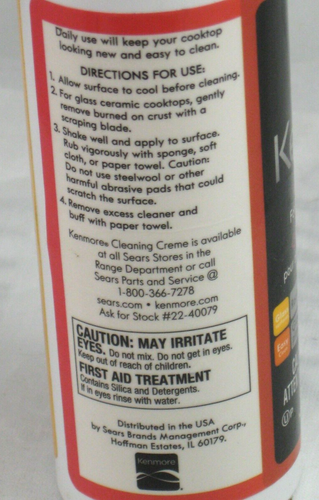 Daily use will keep your cooktop
looking new and easy to clean.
DIRECTIONS FOR USE:
1. Allow surface to cool before cleaning.
2. For glass ceramic cooktops, gently
remove burned on crust with a
scraping blade.
3. Shake well and apply to surface.
Rub vigorously with sponge, soft
cloth, or paper towel. Caution:
Do not use steelwool or other
harmful abrasive pads that could
scratch the surface.
4. Remove excess cleaner and
buff with paper towel.
Kenmore® Cleaning Creme is available
at all Sears Stores in the
Range Department or call
Sears Parts and Service @
1-800-366-7278
sears.com • kenmore.com
Ask for Stock #22-40079
CAUTION: MAY IRRITATE
EYES. Do not mix. Do not get in eyes.
Keep out of reach of children.
FIRST AID TREATMENT
Contains Silica and Detergents.
If in eyes rinse with water.
Distributed in the USA
by Sears Brands Management Corp.,
Hoffman Estates, IL 60179.
Kenmore